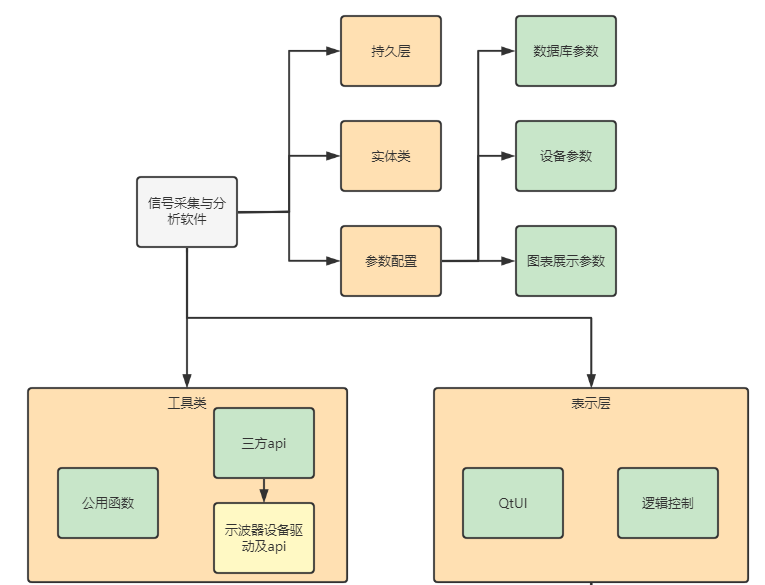 持久层
数据库参数
实体类
设备参数
信号采集与分
析软件
参数配置
图表展示参数
工具类
三方api
公用函数
示波器设备驱
动及api
表示层
QtUI
逻辑控制